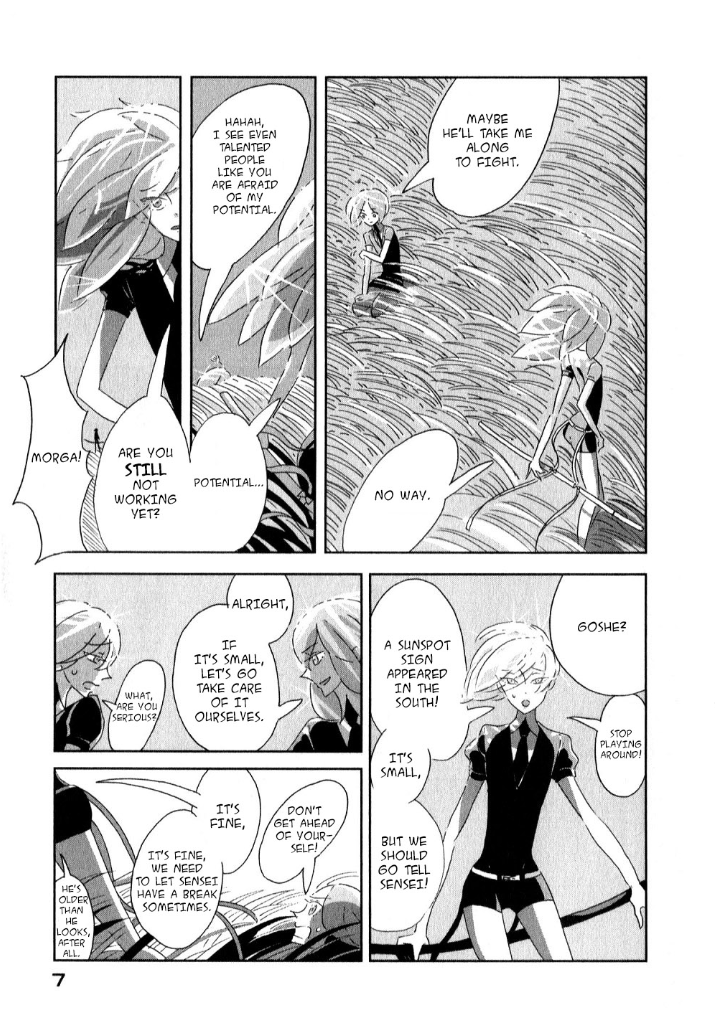 MAYBE
HE'LL TAKE ME
ALONG
TO FIGHT.
NO WAY.
HAHAH,
I SEE EVEN
TALENTED
PEOPLE
LIKE YOU
ARE AFRAID
OF MY
POTENTIAL.
POTENTIAL...
ARE YOU
STILL
NOT
WORKING
YET?
MORGA!
GOSHE?
STOP
PLAYING
AROUND!
A SUNSPOT
SIGN
APPEARED
IN THE
SOUTH!
IT'S
SMALL,
BUT WE
SHOULD
GO TELL
SENSEI!
ALRIGHT,
IF
IT'S SMALL,
LET'S GO
TAKE CARE
OF IT
OURSELVES.
WHAT,
ARE YOU
SERIOUS?
DON'T
GET AHEAD
OF YOUR-
SELF!
IT'S
FINE,
IT'S FINE,
WE NEED
TO LET SENSEI
HAVE A BREAK
SOMETIMES.
HE'S
OLDER
THAN
HE
LOOKS,
AFTER
ALL.
7